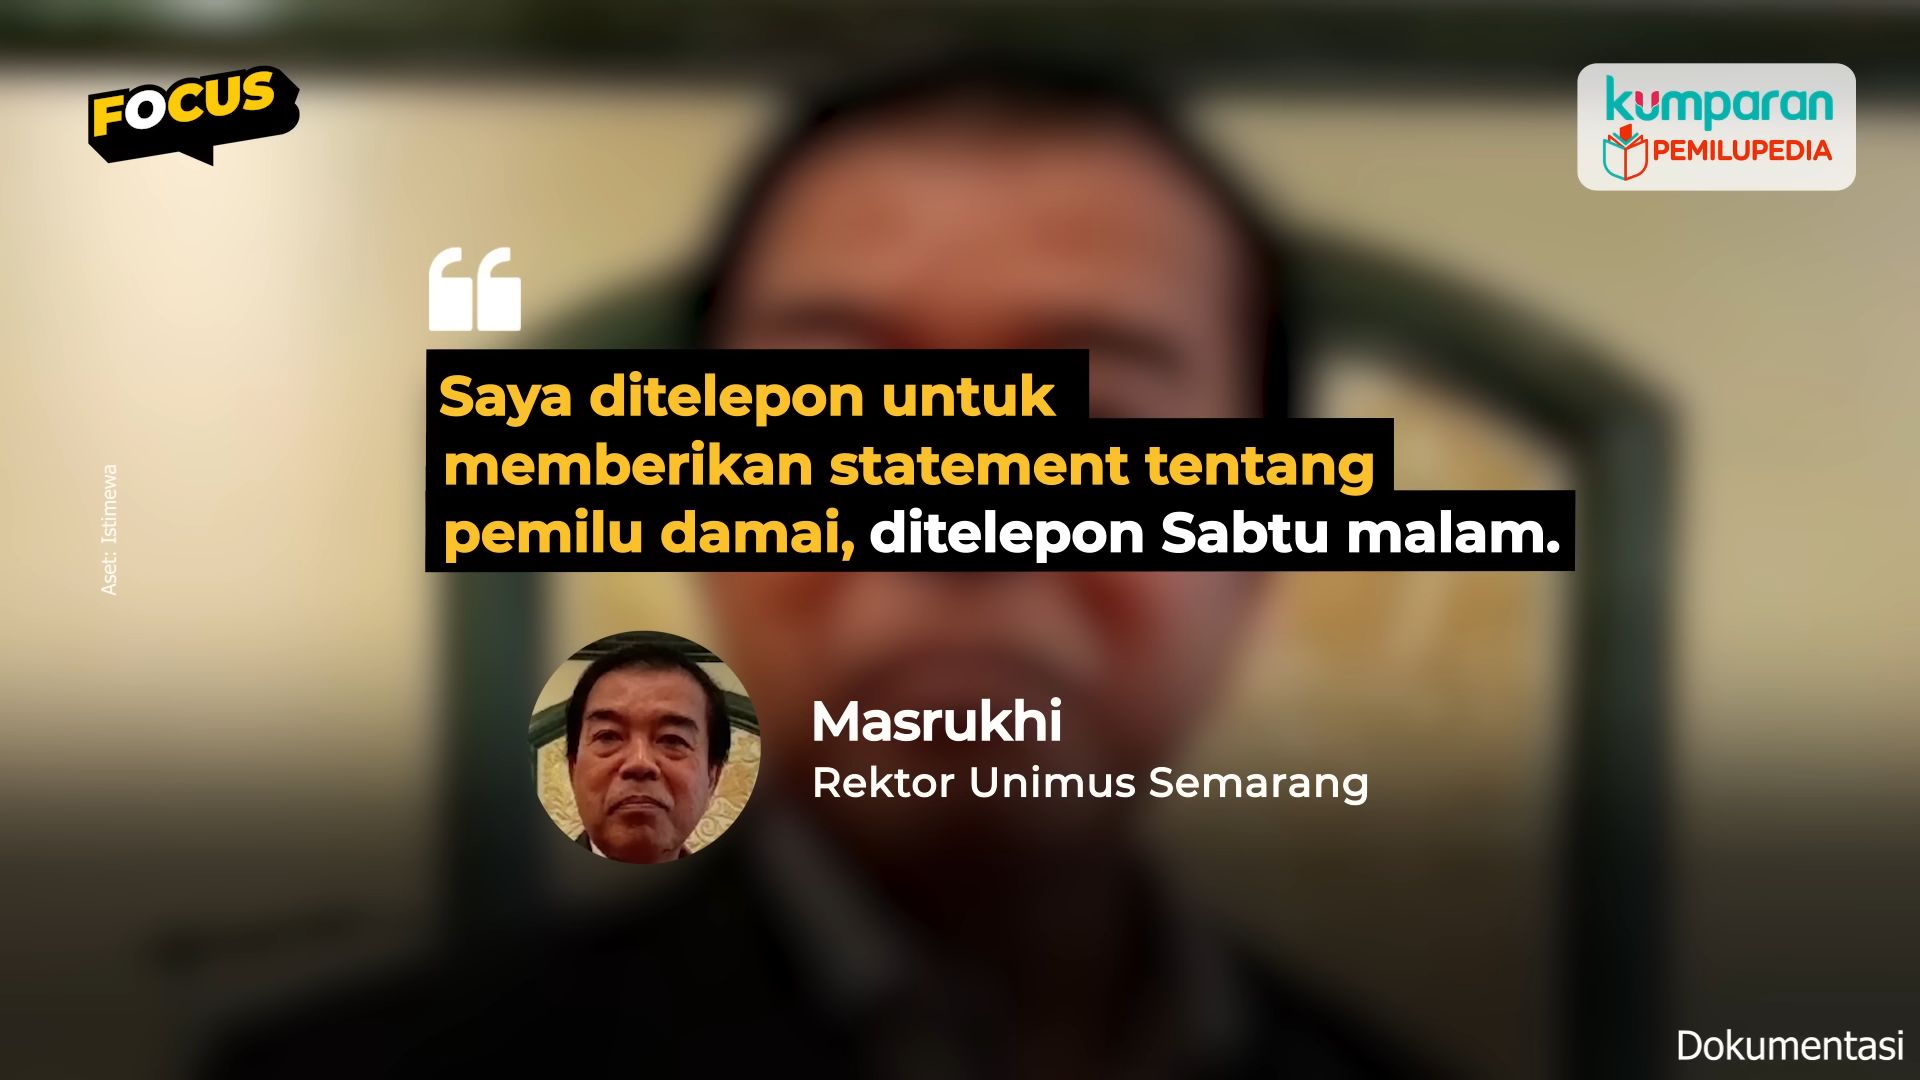 FOCUS
kumparan
PEMILUPEDIA
Saya ditelepon untuk
memberikan statement tentang
pemilu damai, ditelepon Sabtu malam.
Aset: Istimewa
Masrukhi
Rektor Unimus Semarang
Dokumentasi